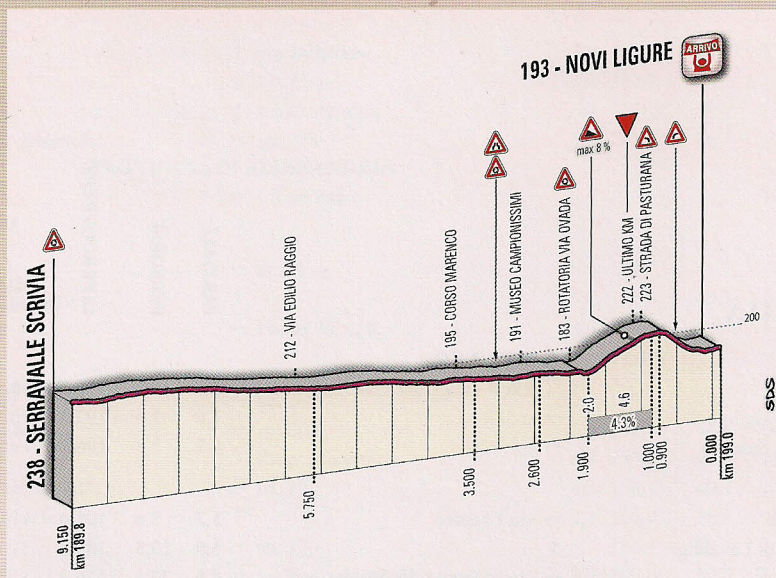 193 - NOVI LIGURE
ARRIVO
max 8 %
238 - SERRAVALLE SCRIVIA
212 - VIA EDILIO RAGGIO
195 - CORSO MARENCO
191 - MUSEO CAMPIONISSIMI
183 - ROTATORIA VIA OVADA
222 - ULTIMO KM
223 - STRADA DI PASTURANA
200
2.0
4.6
4.3%
9.150
km 189.8
5.750
3.500
2.600
1.900
1.000
0.900
0.000
km 199.0
SDS